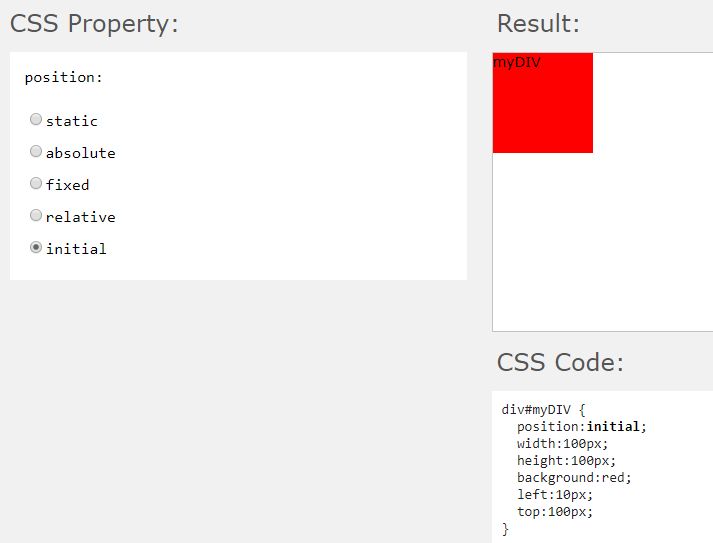 CSS Property:
position:
static
absolute
fixed
relative
initial
Result:
myDIV
CSS Code:
div#myDIV {
  position:initial;
  width:100px;
  height:100px;
  background:red;
  left:10px;
  top:100px;
}